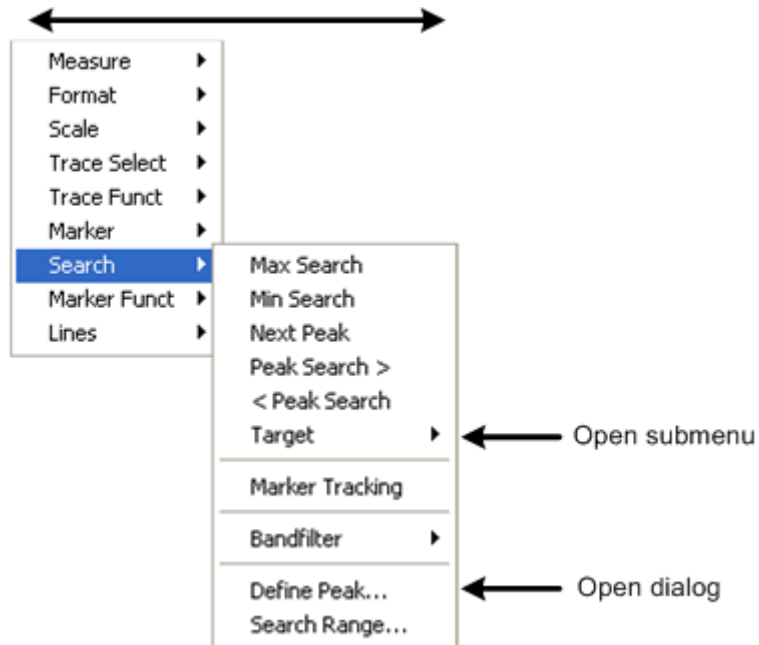 Measure
Format
Scale
Trace Select
Trace Funct
Marker
Search
Marker Funct
Lines
Max Search
Min Search
Next Peak
Peak Search >
< Peak Search
Target
Marker Tracking
Bandfilter
Define Peak...
Search Range...
Open submenu
Open dialog